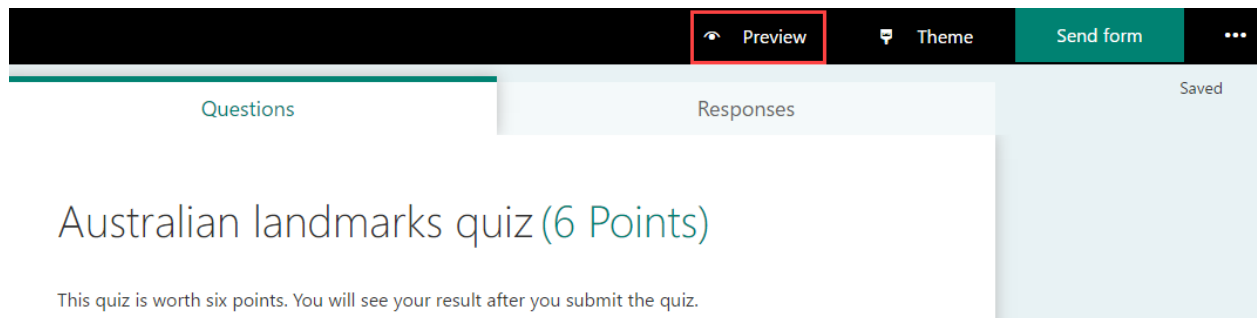 Preview Theme Send form •••
Saved
Questions Responses
Australian landmarks quiz (6 Points)
This quiz is worth six points. You will see your result after you submit the quiz.